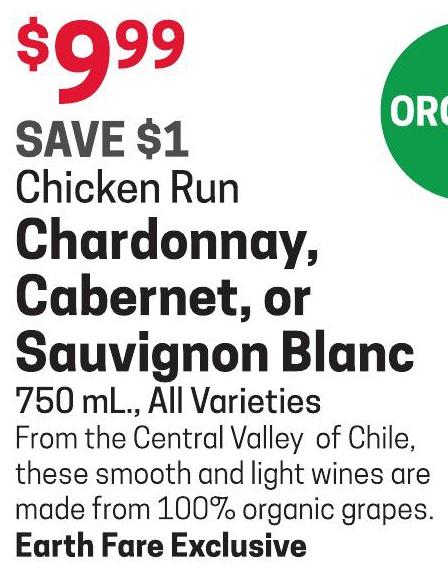 $9.99
SAVE $1
Chicken Run
Chardonnay,
Cabernet, or
Sauvignon Blanc
750 mL., All Varieties
From the Central Valley of Chile,
these smooth and light wines are
made from 100% organic grapes.
Earth Fare Exclusive